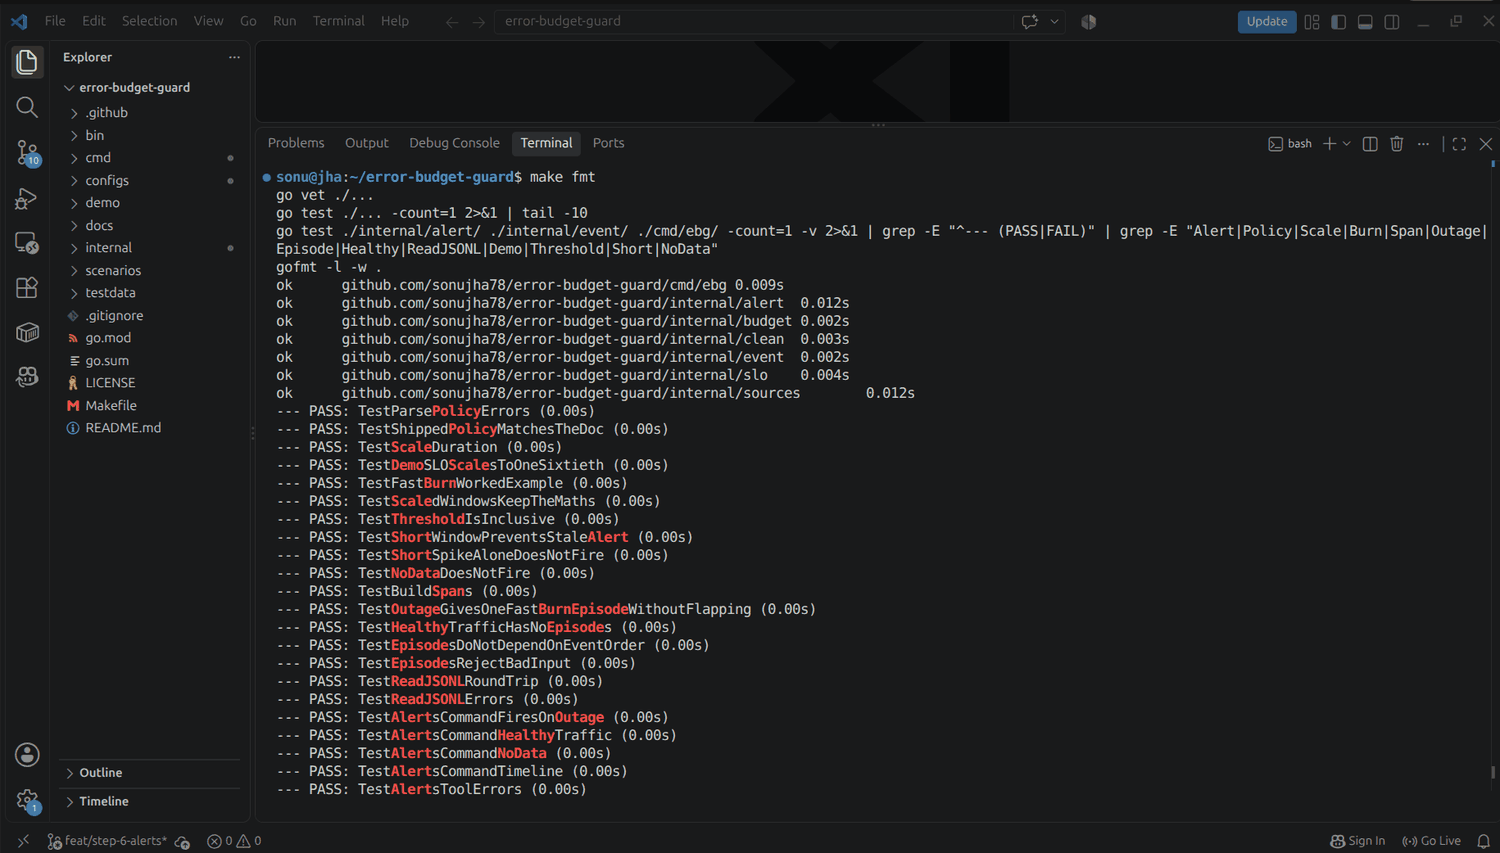 File Edit Selection View Go Run Terminal Help error-budget-guard Update
Explorer
error-budget-guard
.github
bin
cmd
configs
demo
docs
internal
scenarios
testdata
.gitignore
go.mod
go.sum
LICENSE
Makefile
README.md
Outline
Timeline
10
1
Problems Output Debug Console Terminal Ports bash
sonu@jha:~/error-budget-guard$ make fmt
go vet ./...
go test ./... -count=1 2>&1 | tail -10
go test ./internal/alert/ ./internal/event/ ./cmd/ebg/ -count=1 -v 2>&1 | grep -E "^--- (PASS|FAIL)" | grep -E "Alert|Policy|Scale|Burn|Span|Outage|
Episode|Healthy|ReadJSONL|Demo|Threshold|Short|NoData"
gofmt -l -w .
ok github.com/sonujha78/error-budget-guard/cmd/ebg 0.009s
ok github.com/sonujha78/error-budget-guard/internal/alert 0.012s
ok github.com/sonujha78/error-budget-guard/internal/budget 0.002s
ok github.com/sonujha78/error-budget-guard/internal/clean 0.003s
ok github.com/sonujha78/error-budget-guard/internal/event 0.002s
ok github.com/sonujha78/error-budget-guard/internal/slo 0.004s
ok github.com/sonujha78/error-budget-guard/internal/sources 0.012s
--- PASS: TestParsePolicyErrors (0.00s)
--- PASS: TestShippedPolicyMatchesTheDoc (0.00s)
--- PASS: TestScaleDuration (0.00s)
--- PASS: TestDemoSLOScalesToOneSixtieth (0.00s)
--- PASS: TestFastBurnWorkedExample (0.00s)
--- PASS: TestScaledWindowsKeepTheMaths (0.00s)
--- PASS: TestThresholdIsInclusive (0.00s)
--- PASS: TestShortWindowPreventsStaleAlert (0.00s)
--- PASS: TestShortSpikeAloneDoesNotFire (0.00s)
--- PASS: TestNoDataDoesNotFire (0.00s)
--- PASS: TestBuildSpans (0.00s)
--- PASS: TestOutageGivesOneFastBurnEpisodeWithoutFlapping (0.00s)
--- PASS: TestHealthyTrafficHasNoEpisodes (0.00s)
--- PASS: TestEpisodesDoNotDependOnEventOrder (0.00s)
--- PASS: TestEpisodesRejectBadInput (0.00s)
--- PASS: TestReadJSONLRoundTrip (0.00s)
--- PASS: TestReadJSONLErrors (0.00s)
--- PASS: TestAlertsCommandFiresOnOutage (0.00s)
--- PASS: TestAlertsCommandHealthyTraffic (0.00s)
--- PASS: TestAlertsCommandNoData (0.00s)
--- PASS: TestAlertsCommandTimeline (0.00s)
--- PASS: TestAlertsToolErrors (0.00s)
feat/step-6-alerts* 0 0 Sign In Go Live